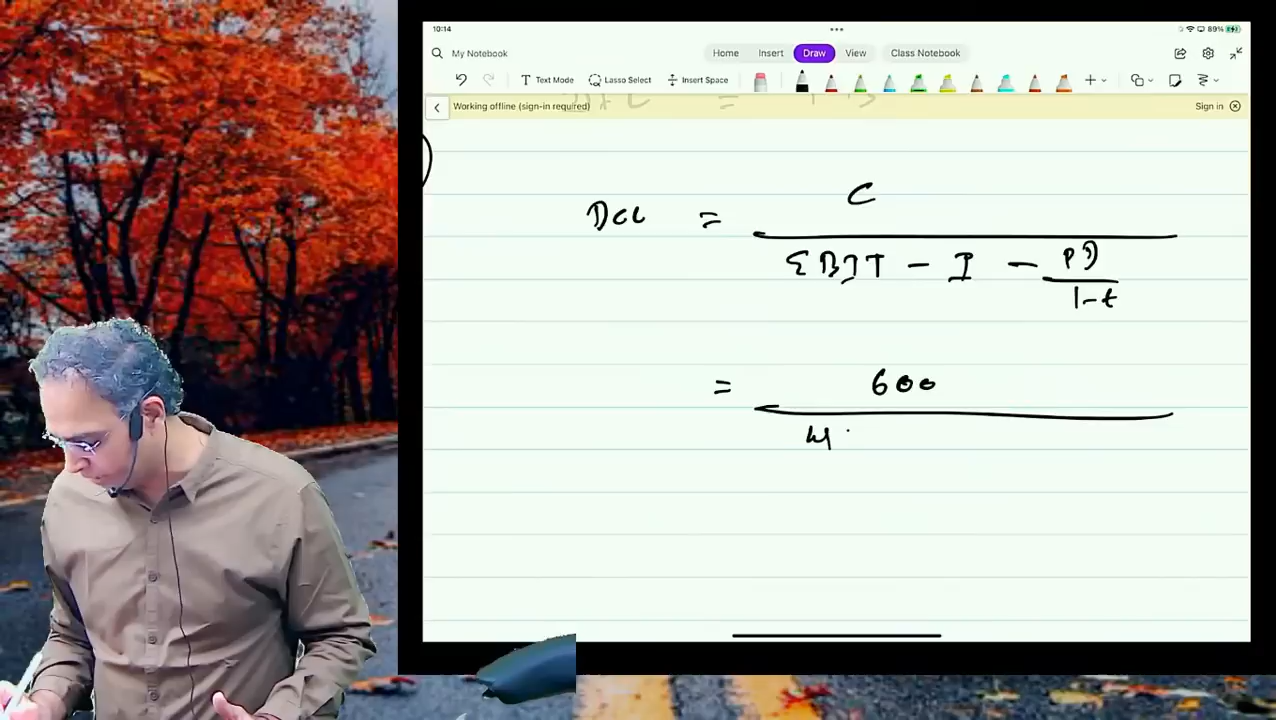 10:14
89%
My Notebook
Home Insert Draw View Class Notebook
Text Mode Lasso Select Insert Space
Working offline (sign-in required) Sign in
DCL = C
EBIT - I - PD
1-t
= 600
4